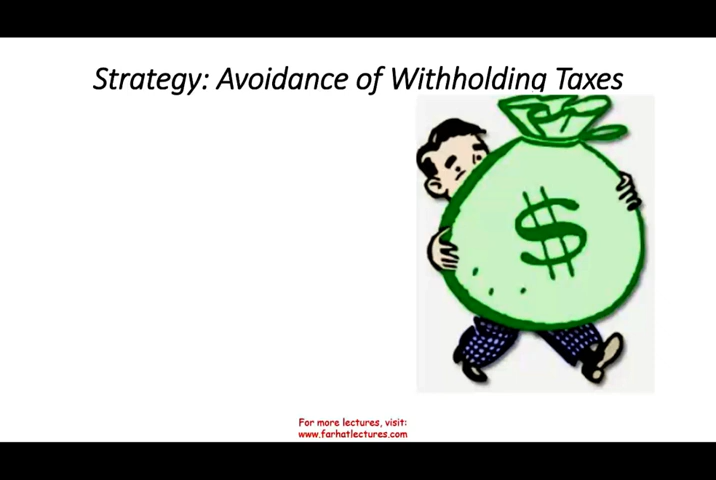 Strategy: Avoidance of Withholding Taxes
$
For more lectures, visit:
www.farhatlectures.com